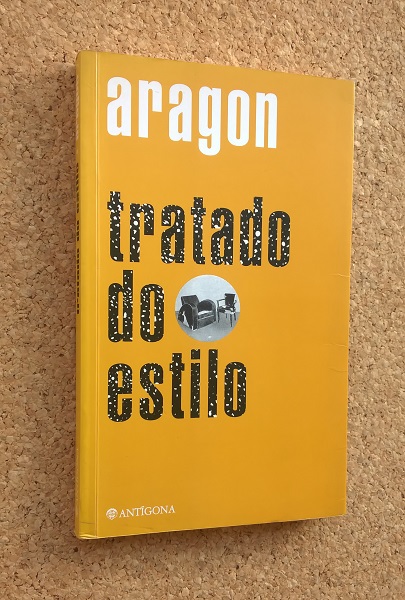 aragon
tratado
do
estilo
ANTÍGONA